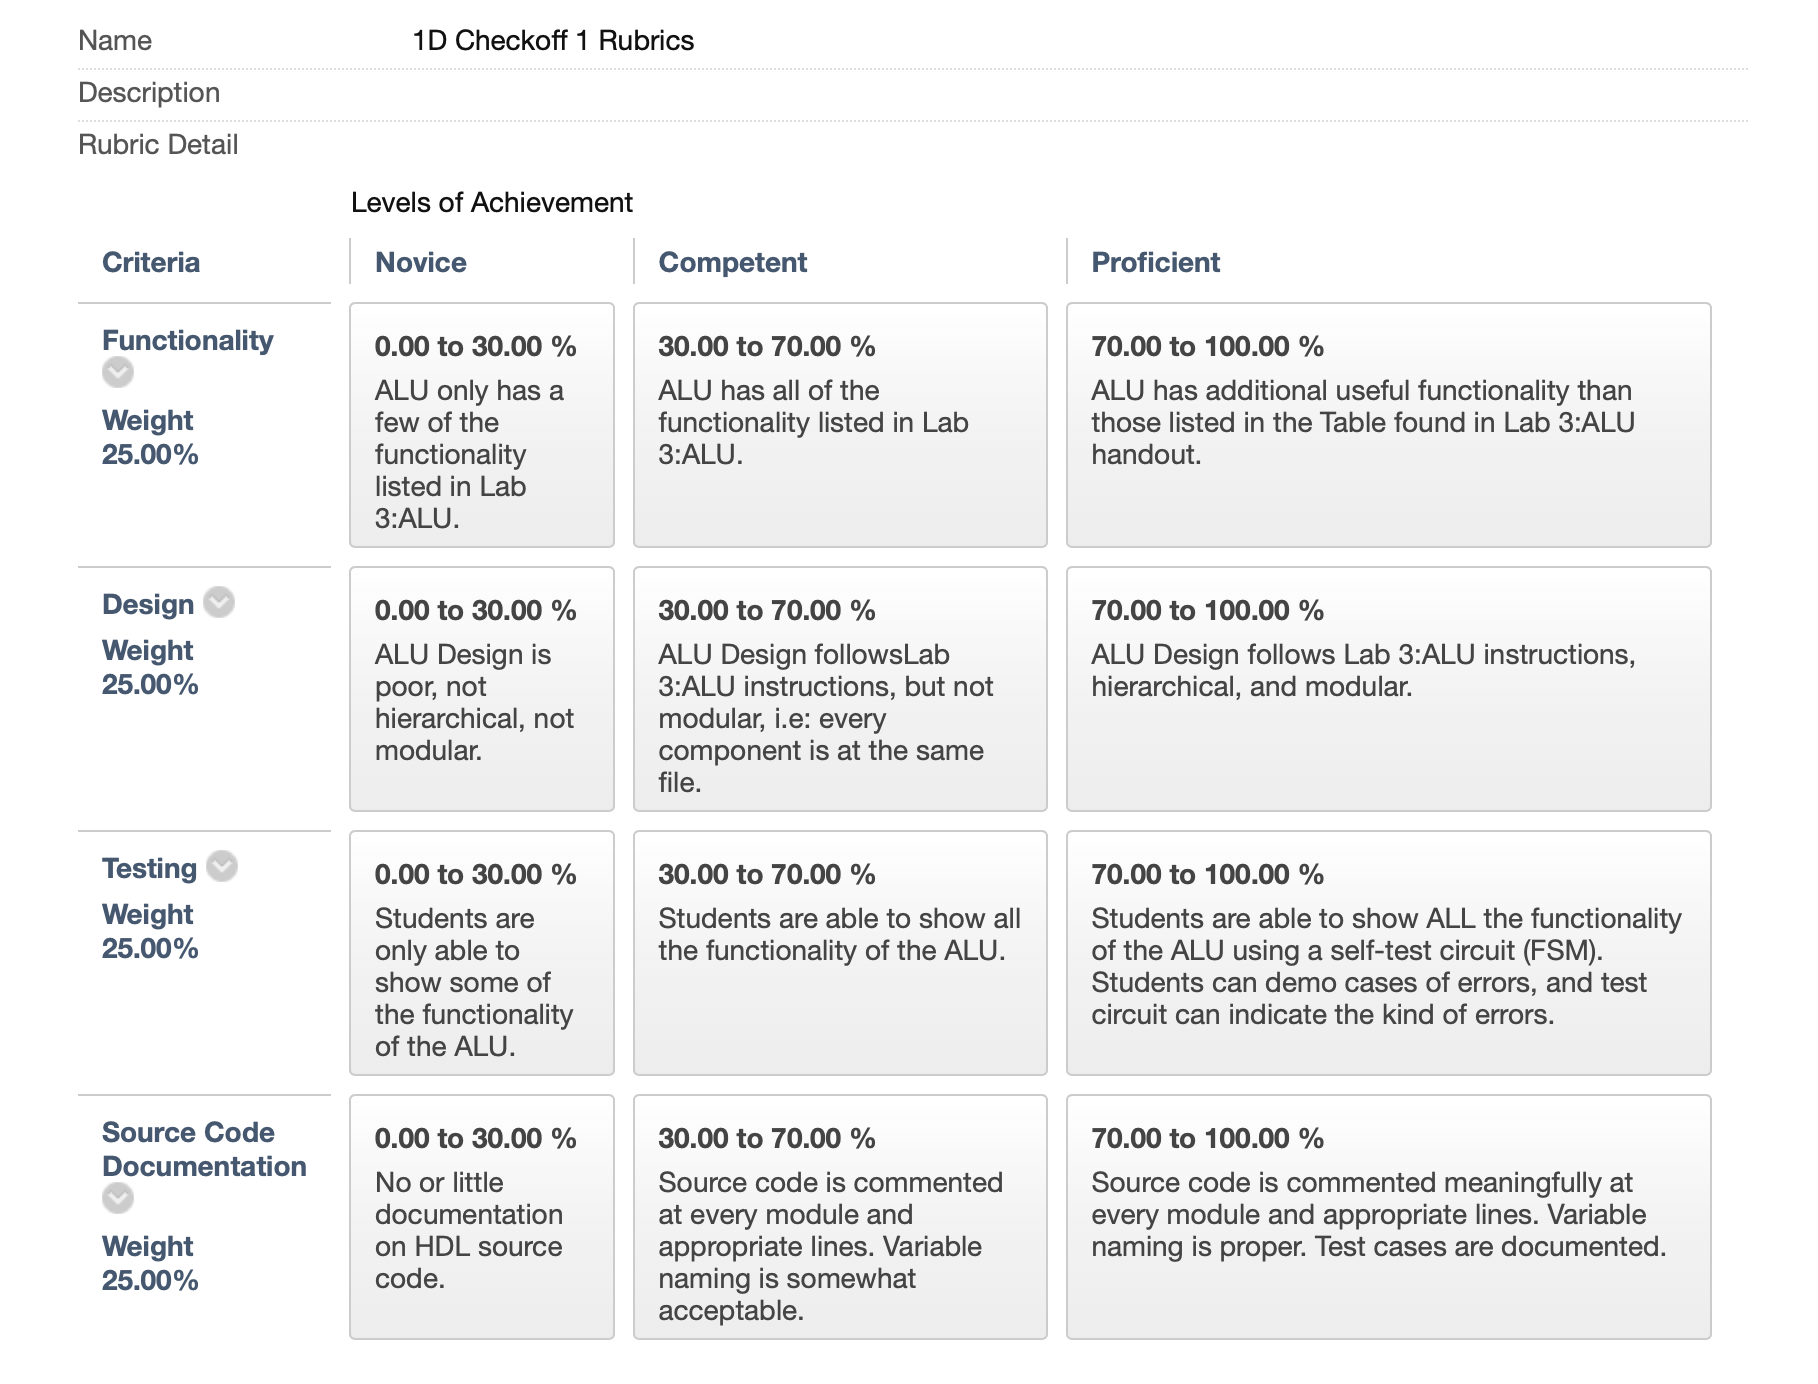 Name 1D Checkoff 1 Rubrics
Description
Rubric Detail
Levels of Achievement
Criteria Novice Competent Proficient
Functionality
Weight
25.00%
0.00 to 30.00 %
ALU only has a
few of the
functionality
listed in Lab
3:ALU.
30.00 to 70.00 %
ALU has all of the
functionality listed in Lab
3:ALU.
70.00 to 100.00 %
ALU has additional useful functionality than
those listed in the Table found in Lab 3:ALU
handout.
Design
Weight
25.00%
0.00 to 30.00 %
ALU Design is
poor, not
hierarchical, not
modular.
30.00 to 70.00 %
ALU Design followsLab
3:ALU instructions, but not
modular, i.e: every
component is at the same
file.
70.00 to 100.00 %
ALU Design follows Lab 3:ALU instructions,
hierarchical, and modular.
Testing
Weight
25.00%
0.00 to 30.00 %
Students are
only able to
show some of
the functionality
of the ALU.
30.00 to 70.00 %
Students are able to show all
the functionality of the ALU.
70.00 to 100.00 %
Students are able to show ALL the functionality
of the ALU using a self-test circuit (FSM).
Students can demo cases of errors, and test
circuit can indicate the kind of errors.
Source Code
Documentation
Weight
25.00%
0.00 to 30.00 %
No or little
documentation
on HDL source
code.
30.00 to 70.00 %
Source code is commented
at every module and
appropriate lines. Variable
naming is somewhat
acceptable.
70.00 to 100.00 %
Source code is commented meaningfully at
every module and appropriate lines. Variable
naming is proper. Test cases are documented.